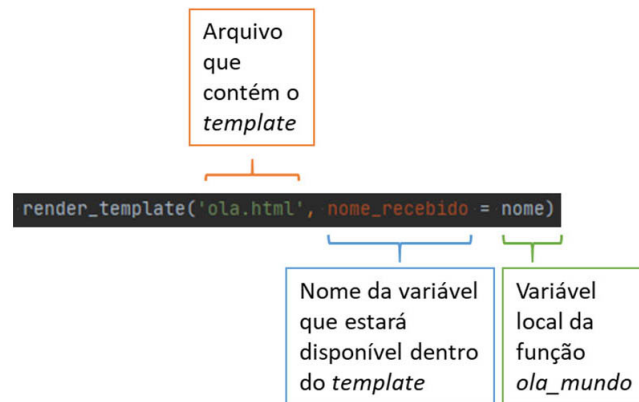 Arquivo
que
contém o
template
render_template('ola.html', nome_recebido = nome)
Nome da variável
que estará
disponível dentro
do template
Variável
local da
função
ola_mundo